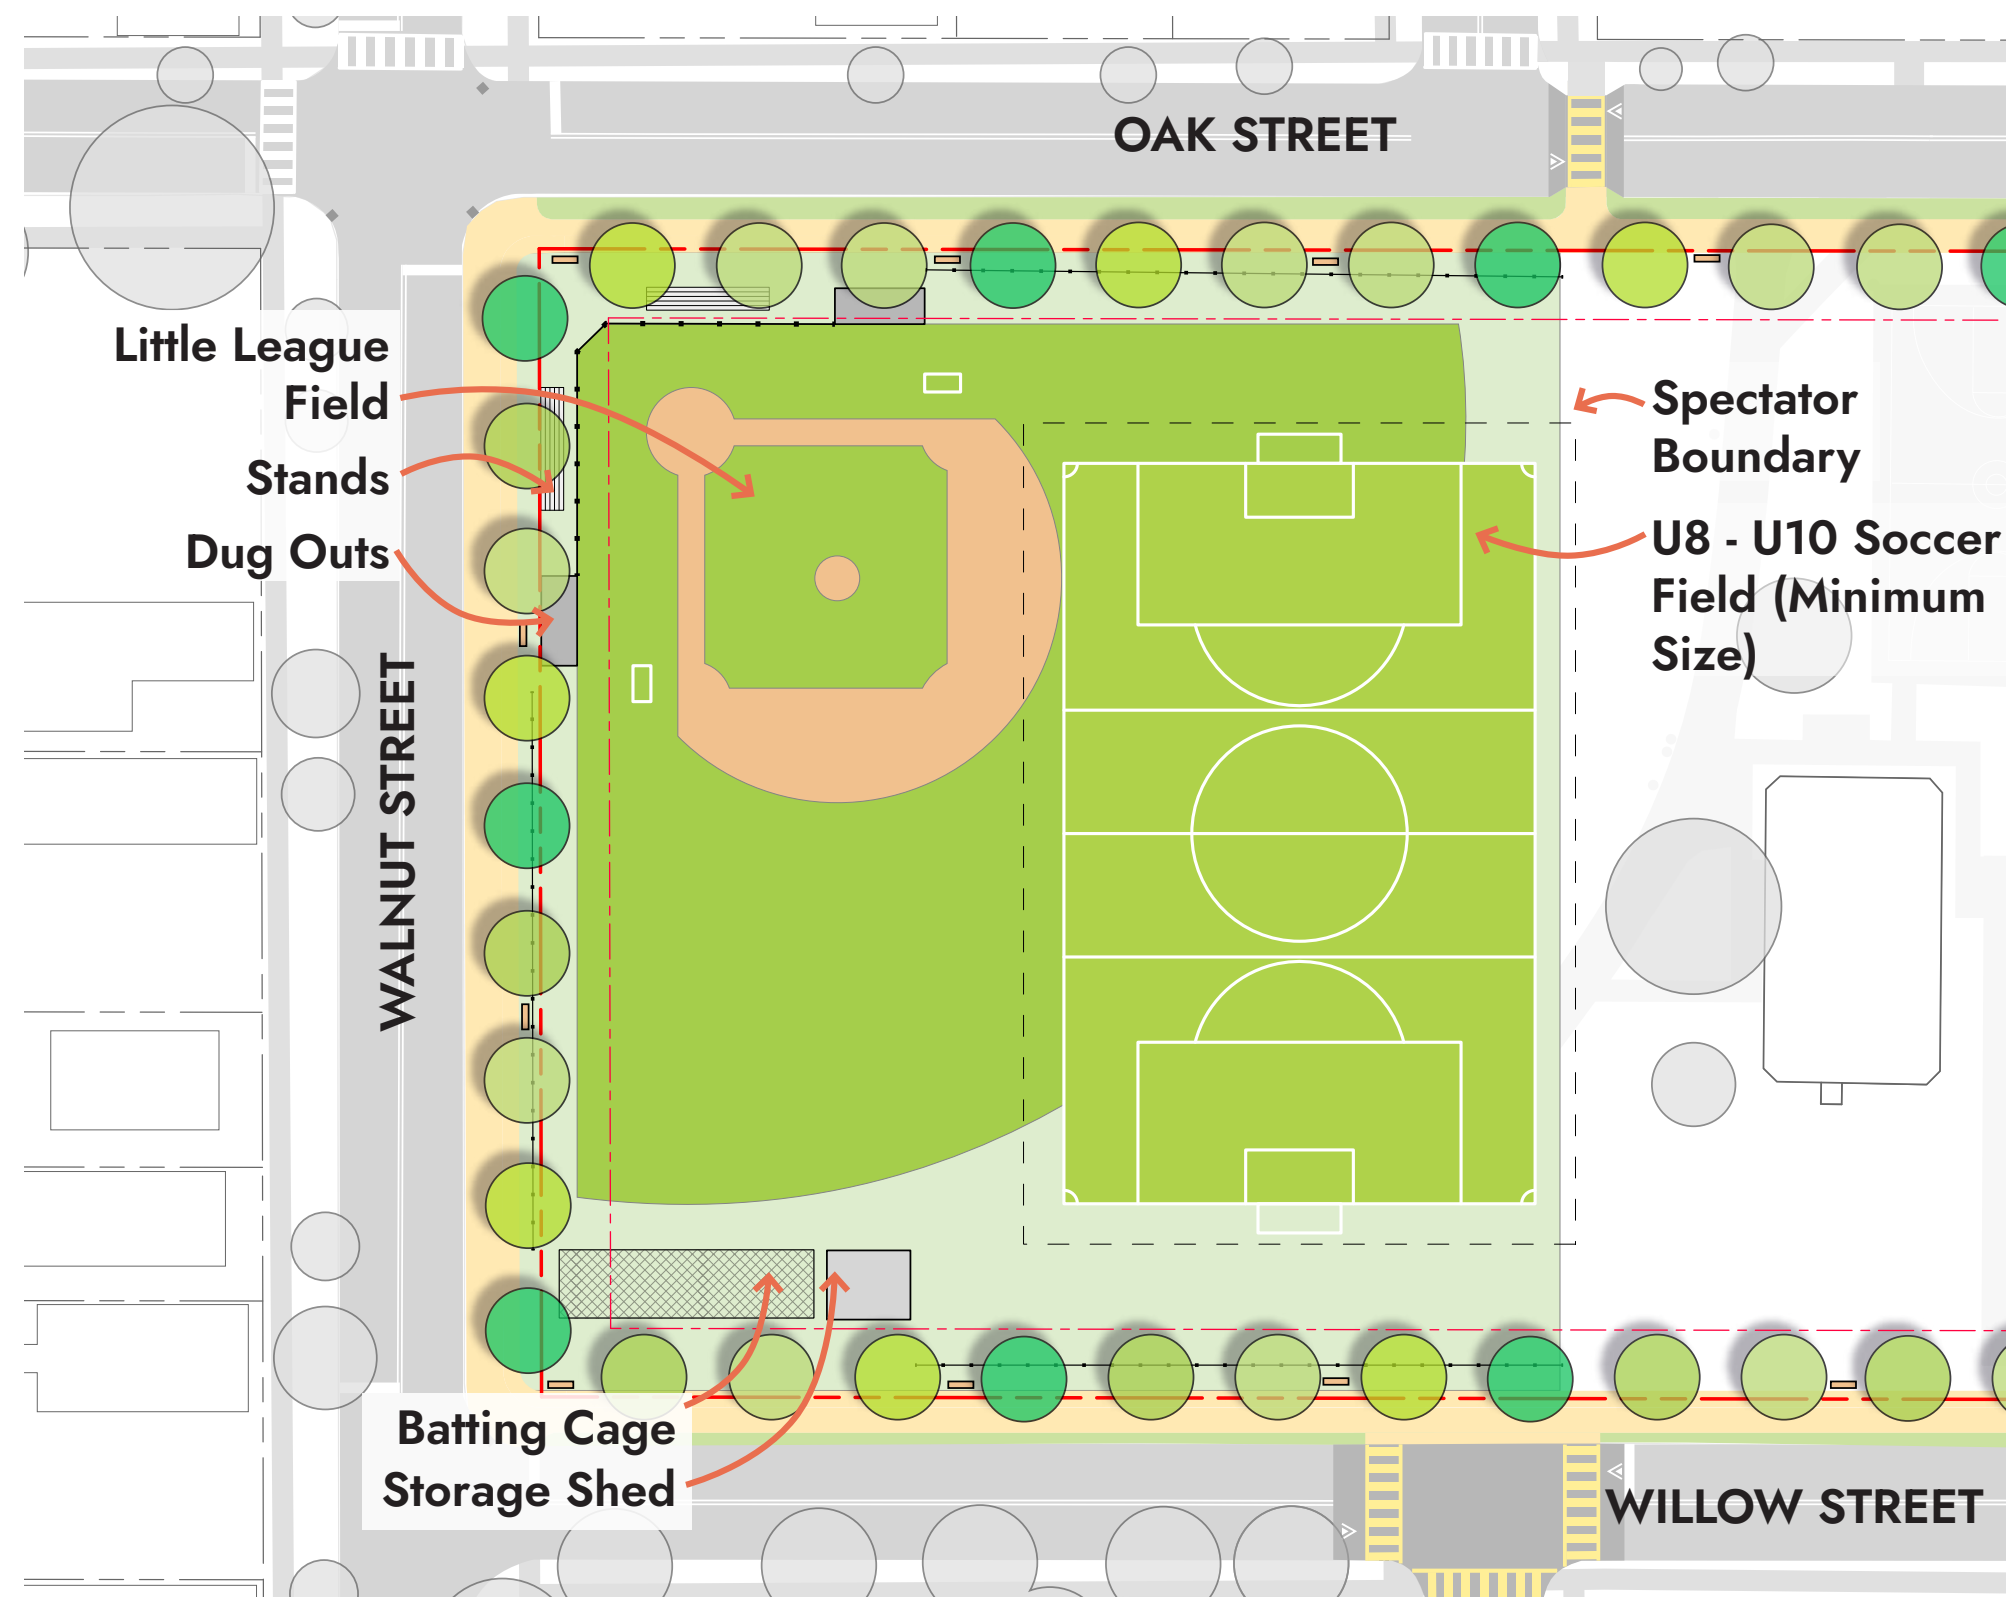 OAK STREET
Little League
Field
Stands
Dug Outs
Spectator
Boundary
U8 - U10 Soccer
Field (Minimum
Size)
WALNUT STREET
Batting Cage
Storage Shed
WILLOW STREET